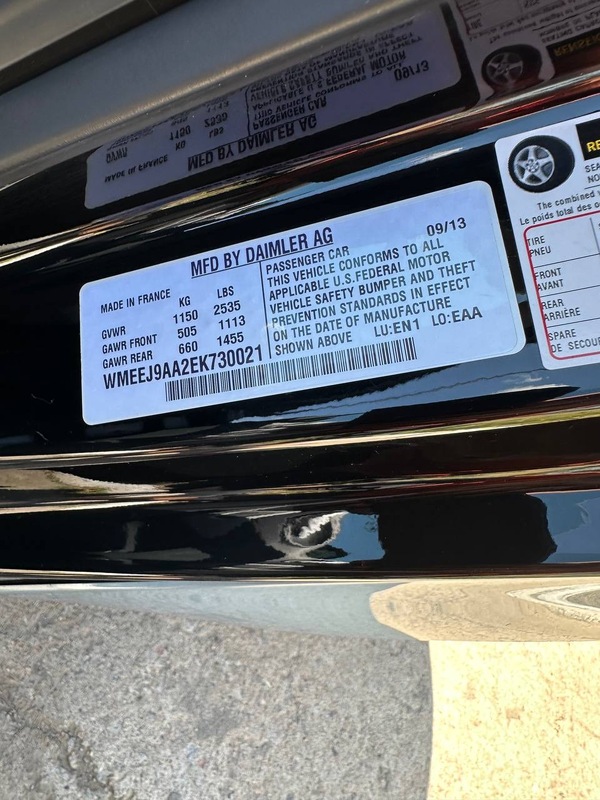 MFD BY DAIMLER AG
09/13
MADE IN FRANCE
KG LBS
GVWR 1150 2535
GAWR FRONT 505 1113
GAWR REAR 660 1455
WMEEJ9AA2EK730021
PASSENGER CAR
THIS VEHICLE CONFORMS TO ALL
APPLICABLE U.S.FEDERAL MOTOR
VEHICLE SAFETY BUMPER AND THEFT
PREVENTION STANDARDS IN EFFECT
ON THE DATE OF MANUFACTURE
SHOWN ABOVE LU:EN1 LO:EAA
The combined
Le poids total des
TIRE
PNEU
FRONT
AVANT
REAR
ARRIÈRE
SPARE
DE